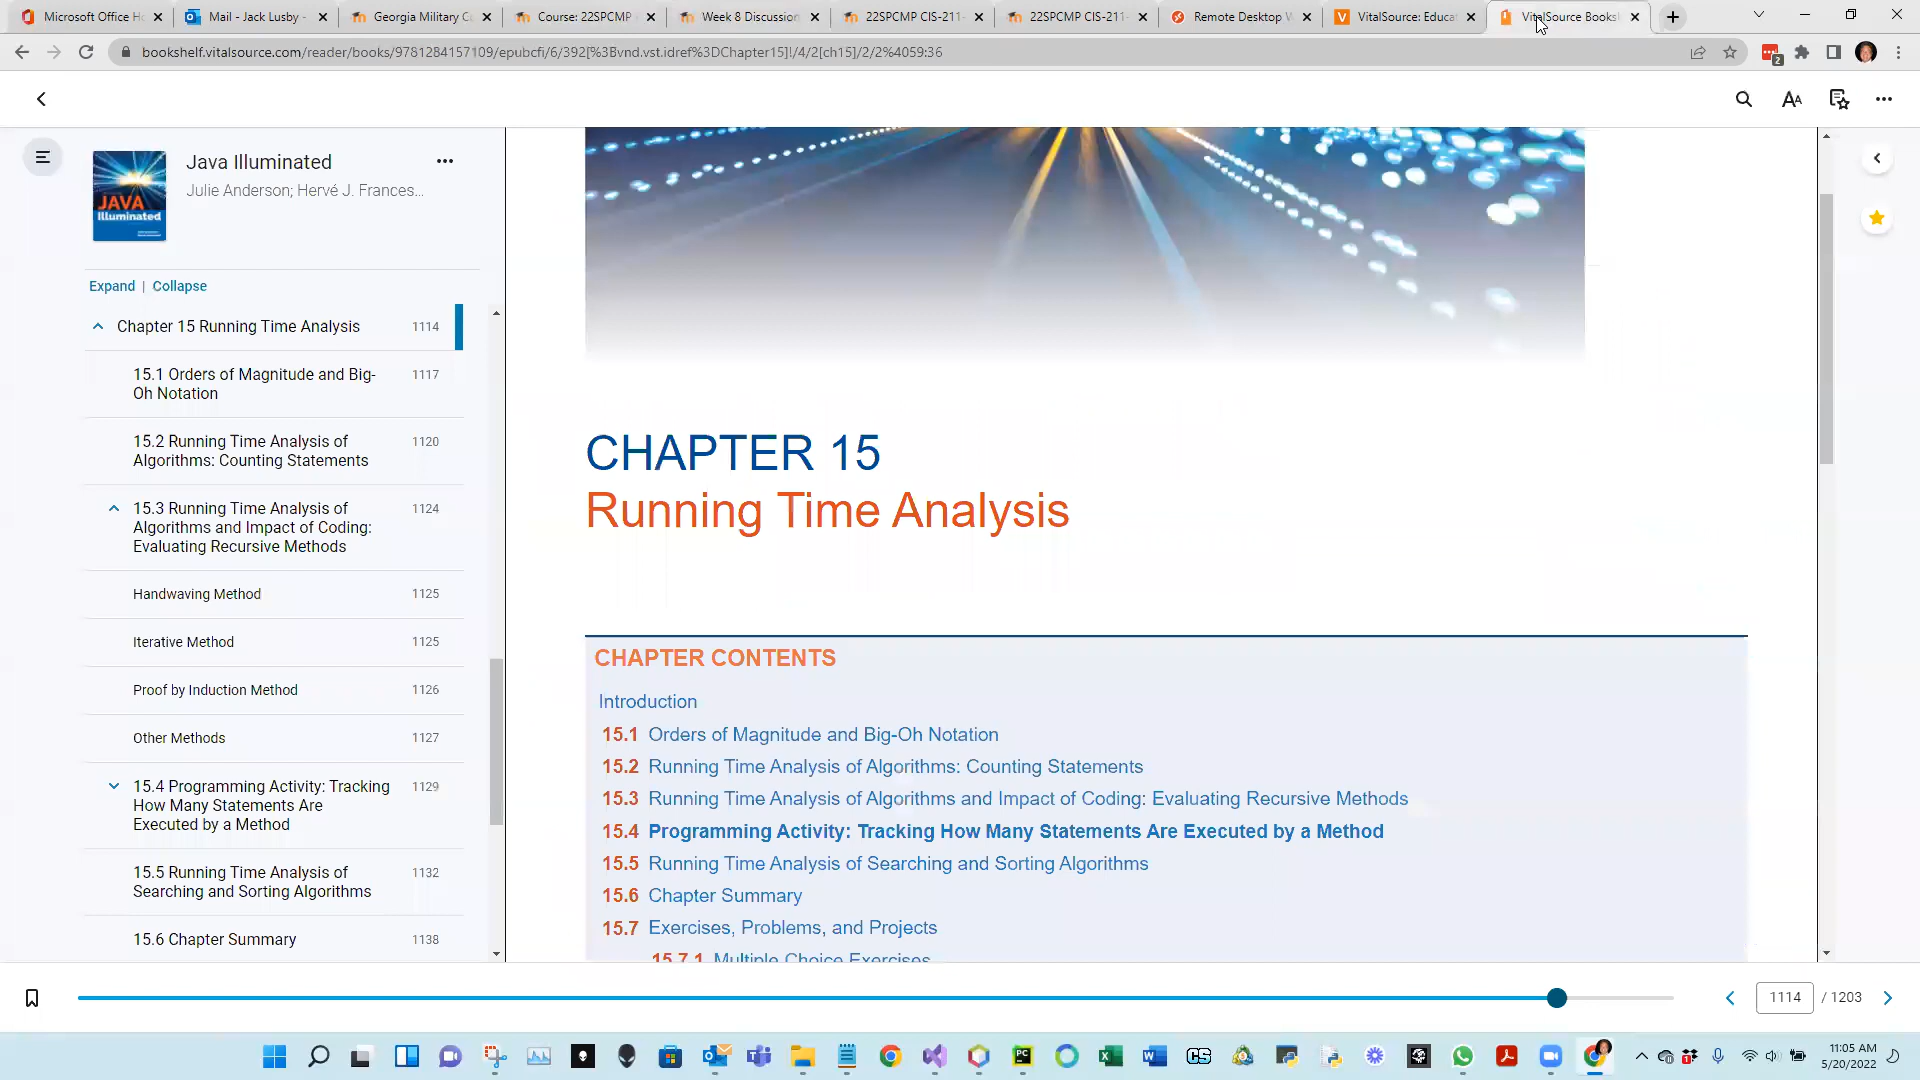 Microsoft Office H
Mail - Jack Lusby -
Georgia Military C
Course: 22SPCMP
Week 8 Discussion
22SPCMP CIS-211-
22SPCMP CIS-211-
Remote Desktop W
VitalSource: Educa
VitalSource Books
bookshelf.vitalsource.com/reader/books/9781284157109/epubcfi/6/392[%3Bvnd.vst.idref%3DChapter15]!/4/2[ch15]/2/2%4059:36
2
Java Illuminated
Julie Anderson; Hervé J. Frances...
JAVA
Illuminated
Expand | Collapse
Chapter 15 Running Time Analysis 1114
15.1 Orders of Magnitude and Big-
Oh Notation 1117
15.2 Running Time Analysis of
Algorithms: Counting Statements 1120
15.3 Running Time Analysis of
Algorithms and Impact of Coding:
Evaluating Recursive Methods 1124
Handwaving Method 1125
Iterative Method 1125
Proof by Induction Method 1126
Other Methods 1127
15.4 Programming Activity: Tracking
How Many Statements Are
Executed by a Method 1129
15.5 Running Time Analysis of
Searching and Sorting Algorithms 1132
15.6 Chapter Summary 1138
CHAPTER 15
Running Time Analysis
CHAPTER CONTENTS
Introduction
15.1 Orders of Magnitude and Big-Oh Notation
15.2 Running Time Analysis of Algorithms: Counting Statements
15.3 Running Time Analysis of Algorithms and Impact of Coding: Evaluating Recursive Methods
15.4 Programming Activity: Tracking How Many Statements Are Executed by a Method
15.5 Running Time Analysis of Searching and Sorting Algorithms
15.6 Chapter Summary
15.7 Exercises, Problems, and Projects
15.7.1 Multiple Choice Exercises
1114 / 1203
11:05 AM
5/20/2022